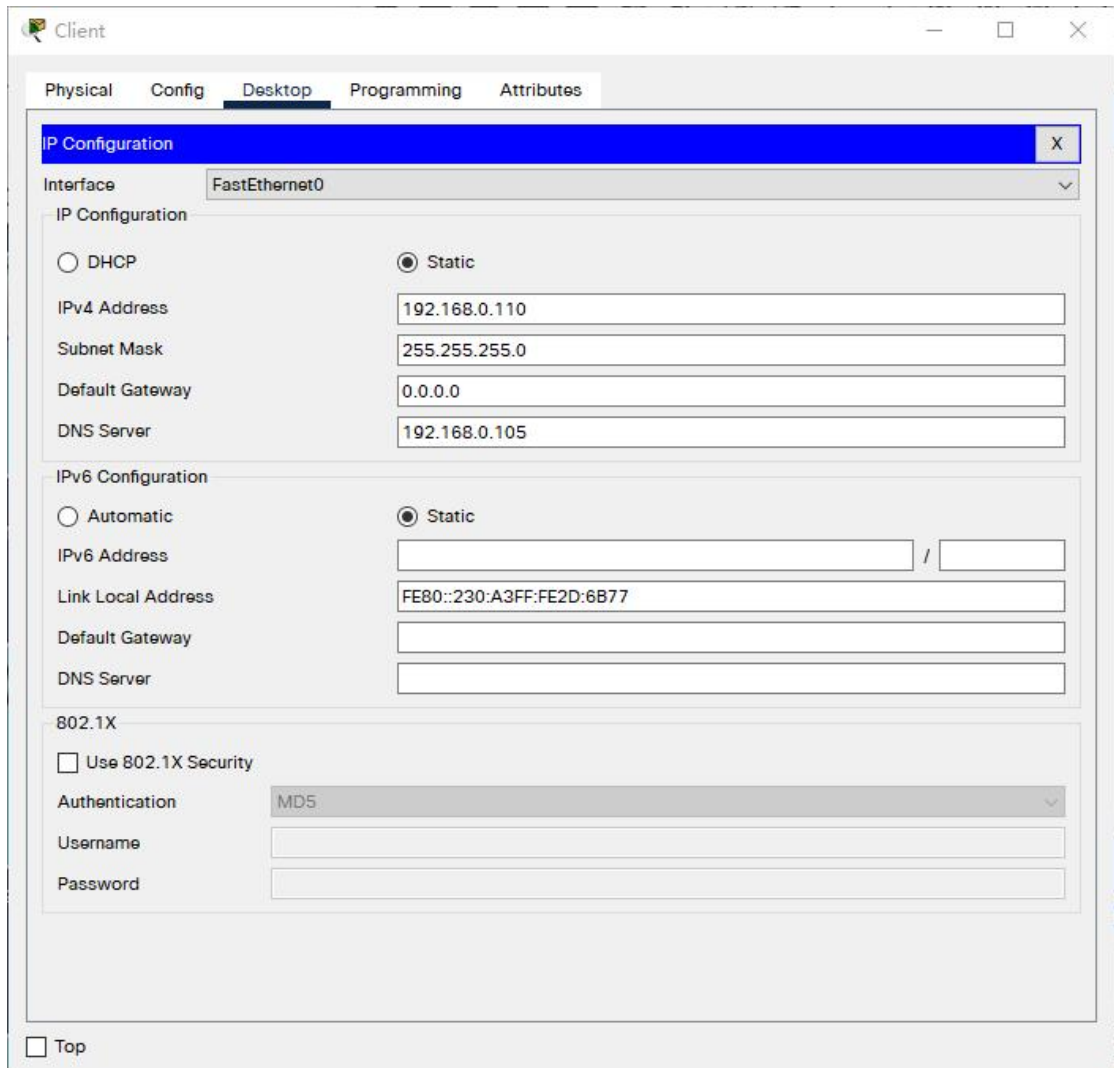 Client
Physical Config Desktop Programming Attributes
IP Configuration X
Interface FastEthernet0
IP Configuration
DHCP Static
IPv4 Address 192.168.0.110
Subnet Mask 255.255.255.0
Default Gateway 0.0.0.0
DNS Server 192.168.0.105
IPv6 Configuration
Automatic Static
IPv6 Address /
Link Local Address FE80::230:A3FF:FE2D:6B77
Default Gateway
DNS Server
802.1X
Use 802.1X Security
Authentication MD5
Username
Password
Top